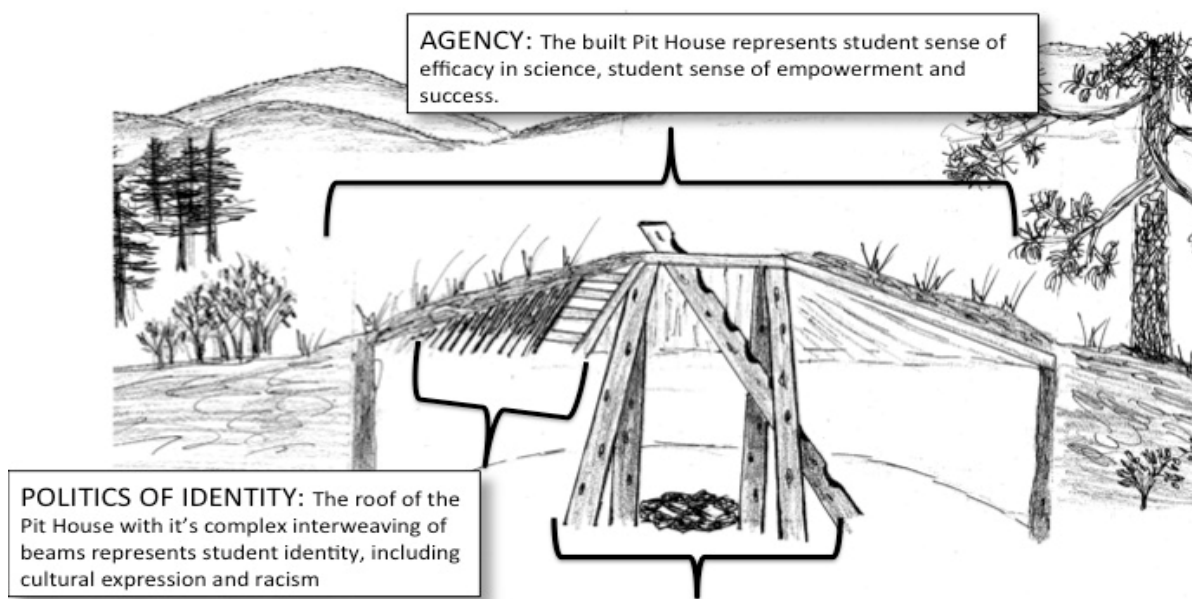 AGENCY: The built Pit House represents student sense of
efficacy in science, student sense of empowerment and
success.
POLITICS OF IDENTITY: The roof of the
Pit House with it’s complex interweaving of
beams represents student identity, including
cultural expression and racism